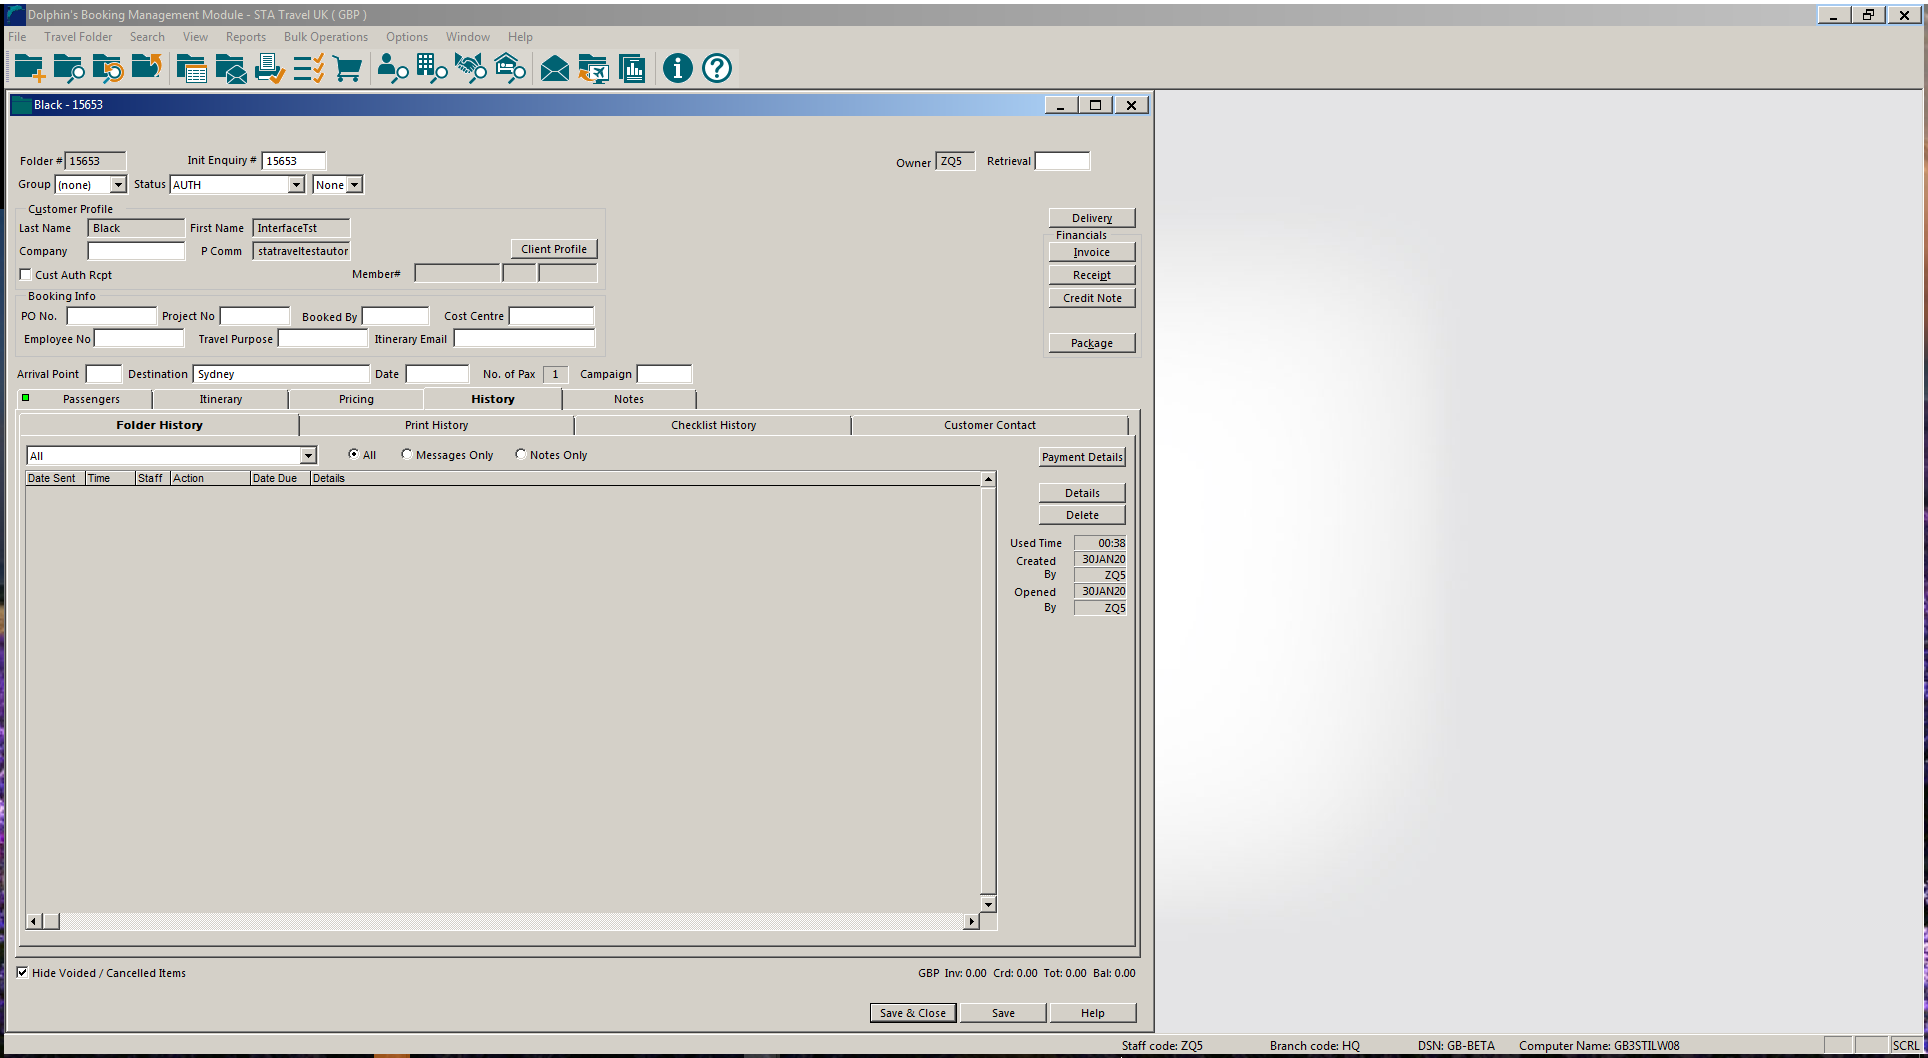 Dolphin's Booking Management Module - STA Travel UK ( GBP )
File Travel Folder Search View Reports Bulk Operations Options Window Help
Black - 15653
Folder # 15653 Init Enquiry # 15653 Owner ZQ5 Retrieval
Group (none) Status AUTH None
Customer Profile
Last Name Black First Name InterfaceTst
Company P Comm statraveltestautor Client Profile
Cust Auth Rcpt Member#
Delivery
Financials
Invoice
Receipt
Credit Note
Package
Booking Info
PO No. Project No Booked By Cost Centre
Employee No Travel Purpose Itinerary Email
Arrival Point Destination Sydney Date No. of Pax 1 Campaign
Passengers Itinerary Pricing History Notes
Folder History Print History Checklist History Customer Contact
All All Messages Only Notes Only Payment Details
Date Sent Time Staff Action Date Due Details
Details
Delete
Used Time 00:38
Created 30JAN20
By ZQ5
Opened 30JAN20
By ZQ5
Hide Voided / Cancelled Items GBP Inv: 0.00 Crd: 0.00 Tot: 0.00 Bal: 0.00
Save & Close Save Help
Staff code: ZQ5 Branch code: HQ DSN: GB-BETA Computer Name: GB3STILW08 SCRL